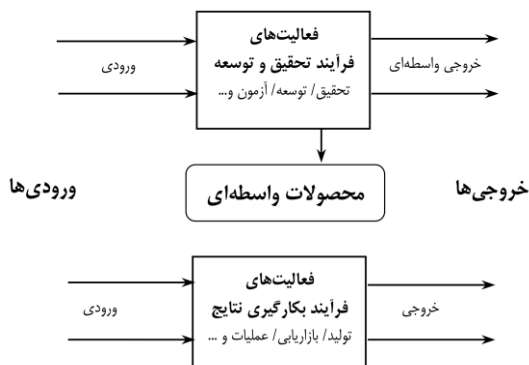 فعالیت‌های
فرآیند تحقیق و توسعه
تحقیق/ توسعه/ آزمون و...
ورودی
خروجی واسطه‌ای
ورودی‌ها
محصولات واسطه‌ای
خروجی‌ها
فعالیت‌های
فرآیند بکارگیری نتایج
تولید/ بازاریابی/ عملیات و ...
ورودی
خروجی